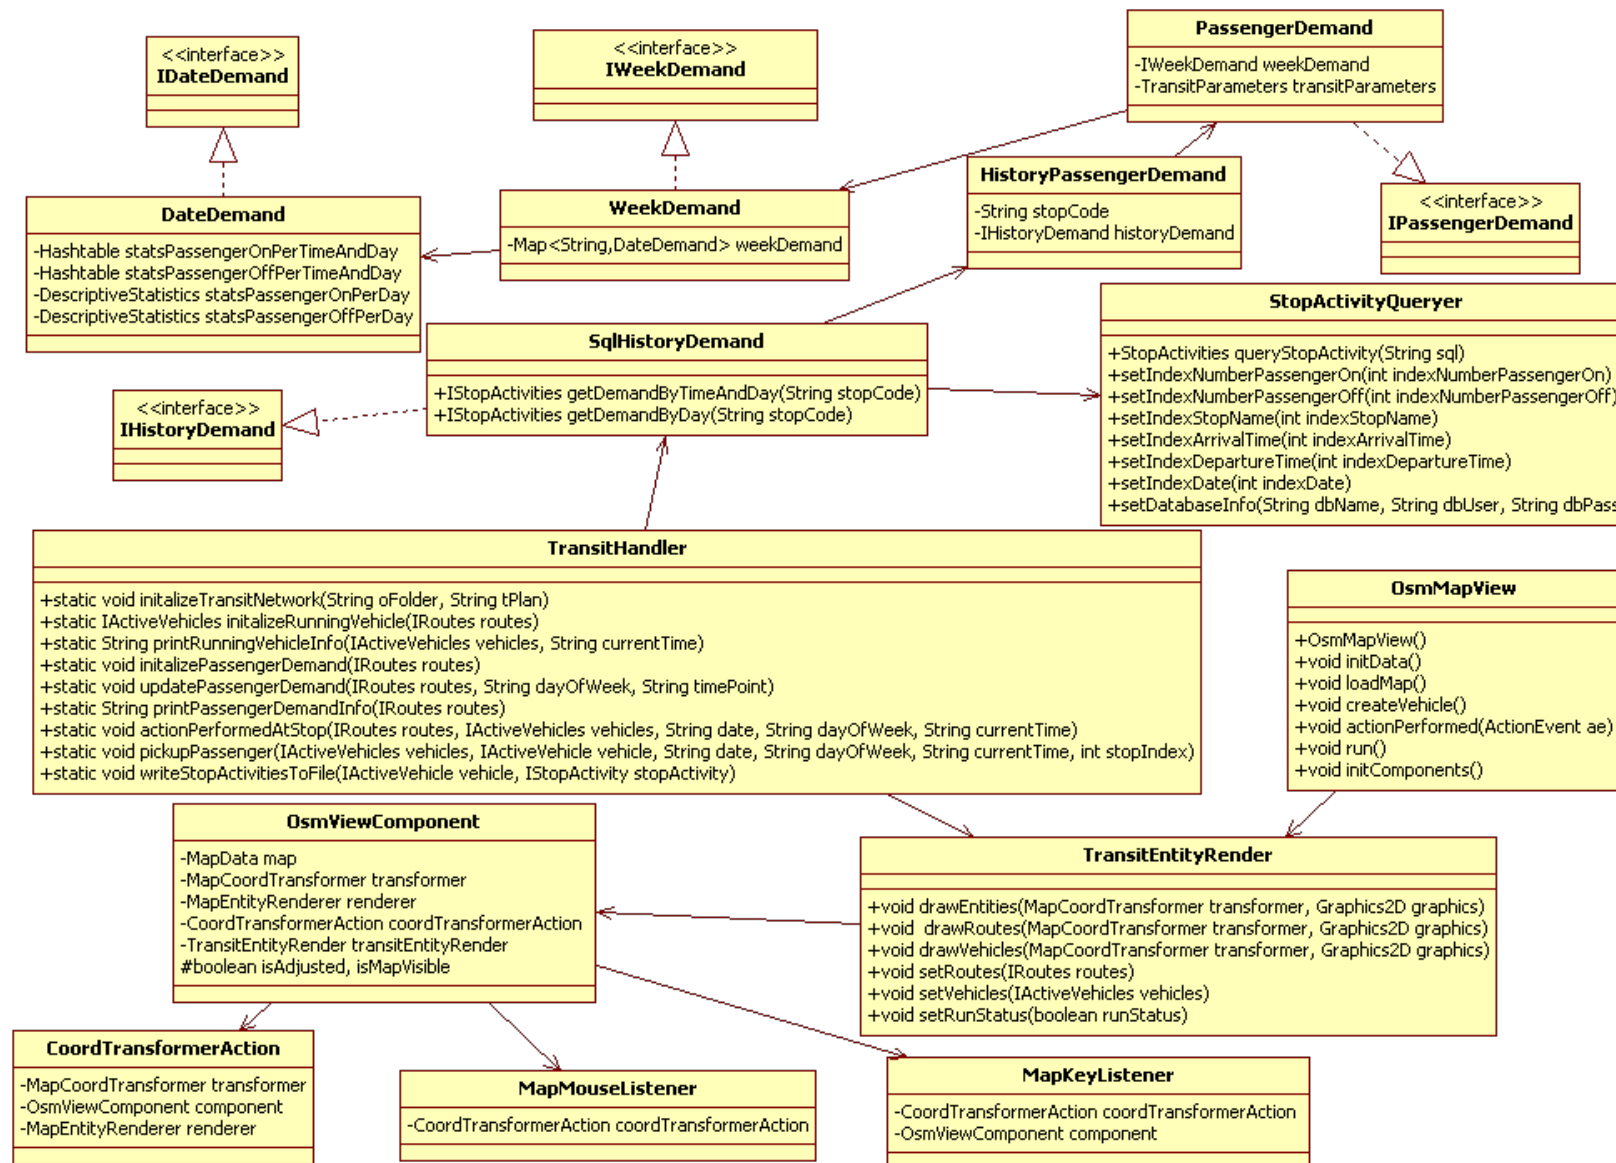 <<interface>>
IDateDemand
<<interface>>
IWeekDemand
PassengerDemand
-IWeekDemand weekDemand
-TransitParameters transitParameters
HistoryPassengerDemand
-String stopCode
-IHistoryDemand historyDemand
<<interface>>
IPassengerDemand
DateDemand
-Hashtable statsPassengerOnPerTimeAndDay
-Hashtable statsPassengerOffPerTimeAndDay
-DescriptiveStatistics statsPassengerOnPerDay
-DescriptiveStatistics statsPassengerOffPerDay
WeekDemand
-Map<String,DateDemand> weekDemand
StopActivityQueryer
+StopActivities queryStopActivity(String sql)
+setIndexNumberPassengerOn(int indexNumberPassengerOn)
+setIndexNumberPassengerOff(int indexNumberPassengerOff)
+setIndexStopName(int indexStopName)
+setIndexArrivalTime(int indexArrivalTime)
+setIndexDepartureTime(int indexDepartureTime)
+setIndexDate(int indexDate)
+setDatabaseInfo(String dbName, String dbUser, String dbPass
SqlHistoryDemand
+IStopActivities getDemandByTimeAndDay(String stopCode)
+IStopActivities getDemandByDay(String stopCode)
<<interface>>
IHistoryDemand
TransitHandler
+static void initalizeTransitNetwork(String oFolder, String tPlan)
+static IActiveVehicles initalizeRunningVehicle(IRoutes routes)
+static String printRunningVehicleInfo(IActiveVehicles vehicles, String currentTime)
+static void initalizePassengerDemand(IRoutes routes)
+static void updatePassengerDemand(IRoutes routes, String dayOfWeek, String timePoint)
+static String printPassengerDemandInfo(IRoutes routes)
+static void actionPerformedAtStop(IRoutes routes, IActiveVehicles vehicles, String date, String dayOfWeek, String currentTime)
+static void pickupPassenger(IActiveVehicles vehicles, IActiveVehicle vehicle, String date, String dayOfWeek, String currentTime, int stopIndex)
+static void writeStopActivitiesToFile(IActiveVehicle vehicle, IStopActivity stopActivity)
OsmMapView
+OsmMapView()
+void initData()
+void loadMap()
+void createVehicle()
+void actionPerformed(ActionEvent ae)
+void run()
+void initComponents()
OsmViewComponent
-MapData map
-MapCoordTransformer transformer
-MapEntityRenderer renderer
-CoordTransformerAction coordTransformerAction
-TransitEntityRender transitEntityRender
#boolean isAdjusted, isMapVisible
TransitEntityRender
+void drawEntities(MapCoordTransformer transformer, Graphics2D graphics)
+void  drawRoutes(MapCoordTransformer transformer, Graphics2D graphics)
+void drawVehicles(MapCoordTransformer transformer, Graphics2D graphics)
+void setRoutes(IRoutes routes)
+void setVehicles(IActiveVehicles vehicles)
+void setRunStatus(boolean runStatus)
CoordTransformerAction
-MapCoordTransformer transformer
-OsmViewComponent component
-MapEntityRenderer renderer
MapMouseListener
-CoordTransformerAction coordTransformerAction
MapKeyListener
-CoordTransformerAction coordTransformerAction
-OsmViewComponent component